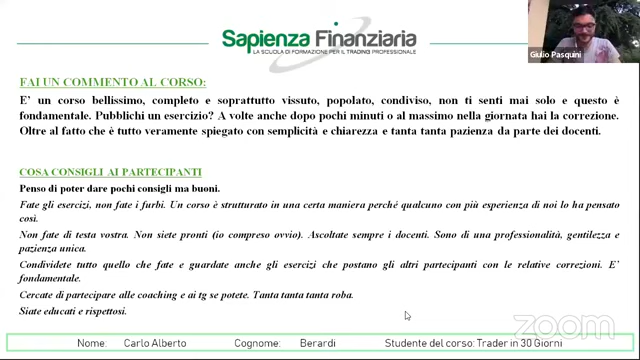 Sapienza Finanziaria
LA SCUOLA DI FORMAZIONE PER IL TRADING PROFESSIONALE
Giulio Pasquini
FAI UN COMMENTO AL CORSO:
E' un corso bellissimo, completo e soprattutto vissuto, popolato, condiviso, non ti senti mai solo e questo è
fondamentale. Pubblichi un esercizio? A volte anche dopo pochi minuti o al massimo nella giornata hai la correzione.
Oltre al fatto che è tutto veramente spiegato con semplicità e chiarezza e tanta tanta pazienza da parte dei docenti.
COSA CONSIGLI AI PARTECIPANTI
Penso di poter dare pochi consigli ma buoni.
Fate gli esercizi, non fate i furbi. Un corso è strutturato in una certa maniera perché qualcuno con più esperienza di noi lo ha pensato
così.
Non fate di testa vostra. Non siete pronti (io compreso ovvio). Ascoltate sempre i docenti. Sono di una professionalità, gentilezza e
pazienza unica.
Condividete tutto quello che fate e guardate anche gli esercizi che postano gli altri partecipanti con le relative correzioni. E'
fondamentale.
Cercate di partecipare alle coaching e ai tg se potete. Tanta tanta tanta roba.
Siate educati e rispettosi.
zoom
Nome: Carlo Alberto Cognome: Berardi Studente del corso: Trader in 30 Giorni